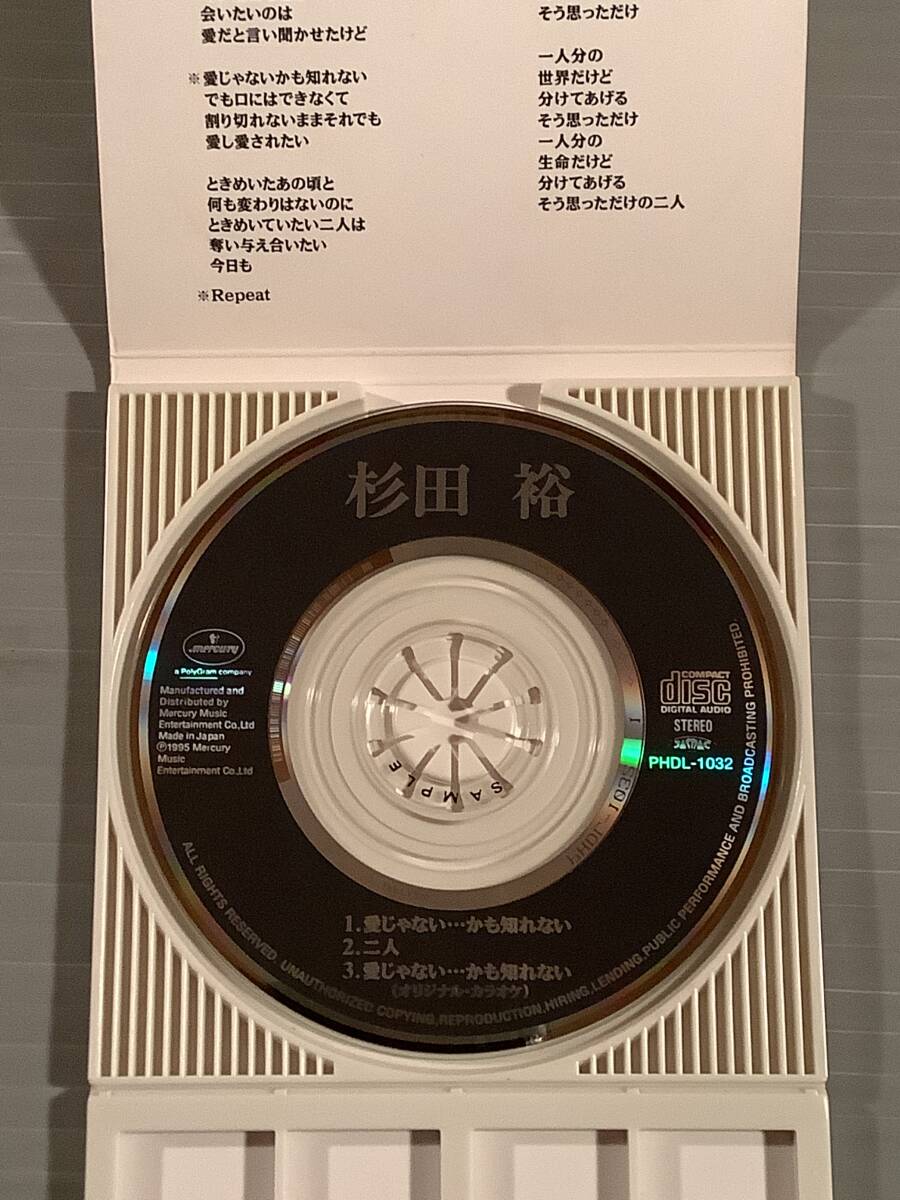 会いたいのは
愛だと言い聞かせたけど
※愛じゃないかも知れない
でも口にはできなくて
割り切れないままそれでも
愛し愛されたい
ときめいたあの頃と
何も変わりはないのに
ときめいていたい二人は
奪い与え合いたい
今日も
※Repeat
そう思っただけ
一人分の
世界だけど
分けてあげる
そう思っただけ
一人分の
生命だけど
分けてあげる
そう思っただけの二人
杉田 裕
mercury
a PolyGram company
Manufactured and
Distributed by
Mercury Music
Entertainment Co.,Ltd
Made in Japan
℗1995 Mercury
Music
Entertainment Co.,Ltd
COMPACT
disc
DIGITAL AUDIO
STEREO
JASRAC
PHDL-1032
SAMPLE
1.愛じゃない…かも知れない
2.二人
3.愛じゃない…かも知れない
(オリジナル・カラオケ)
ALL RIGHTS RESERVED. UNAUTHORIZED COPYING,REPRODUCTION,HIRING,LENDING,PUBLIC PERFORMANCE AND BROADCASTING PROHIBITED.